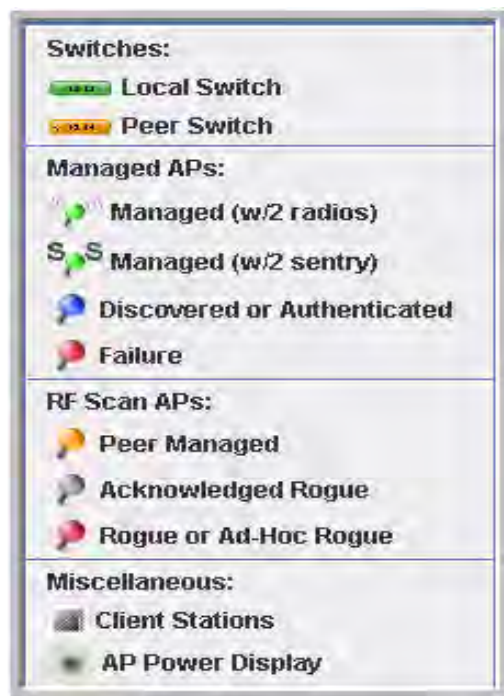 Switches:
Local Switch
Peer Switch
Managed APs:
Managed (w/2 radios)
S S Managed (w/2 sentry)
Discovered or Authenticated
Failure
RF Scan APs:
Peer Managed
Acknowledged Rogue
Rogue or Ad-Hoc Rogue
Miscellaneous:
Client Stations
AP Power Display